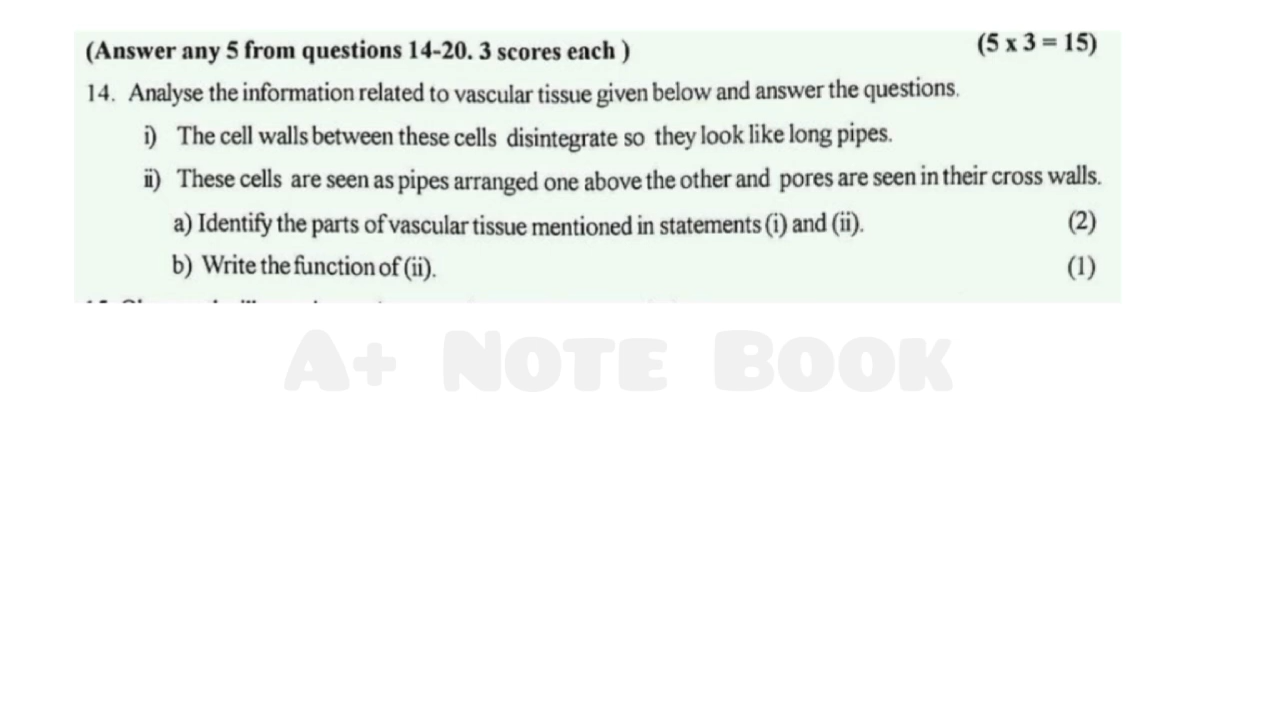 (Answer any 5 from questions 14-20. 3 scores each ) (5 x 3 = 15)
14. Analyse the information related to vascular tissue given below and answer the questions.
i) The cell walls between these cells disintegrate so they look like long pipes.
ii) These cells are seen as pipes arranged one above the other and pores are seen in their cross walls.
a) Identify the parts of vascular tissue mentioned in statements (i) and (ii). (2)
b) Write the function of (ii). (1)
A+ NOTE BOOK